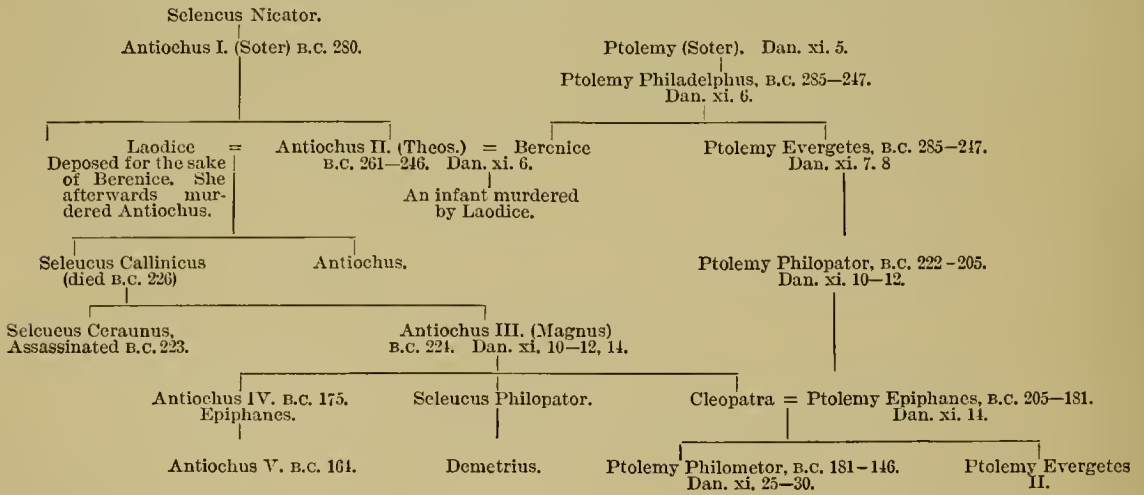 Seleucus Nicator.
Antiochus I. (Soter) B.C. 280.
Ptolemy (Soter). Dan. xi. 5.
Ptolemy Philadelphus, B.C. 285—247.
Dan. xi. 6.
Laodice
Deposed for the sake
of Berenice. She
afterwards mur-
dered Antiochus.
=
Antiochus II. (Theos.) = Berenice
B.C. 261—246. Dan. xi. 6.
An infant murdered
by Laodice.
Ptolemy Evergetes, B.C. 285—247.
Dan. xi. 7. 8
Seleucus Callinicus
(died B.C. 226)
Antiochus.
Ptolemy Philopator, B.C. 222-205.
Dan. xi. 10—12.
Seleucus Ceraunus,
Assassinated B.C. 223.
Antiochus III. (Magnus)
B.C. 224. Dan. xi. 10—12, 14.
Antiochus IV. B.C. 175.
Epiphanes.
Seleucus Philopator.
Cleopatra = Ptolemy Epiphanes, B.C. 205—181.
Dan. xi. 14.
Antiochus V. B.C. 164.
Demetrius.
Ptolemy Philometor, B.C. 181-146.
Dan. xi. 25—30.
Ptolemy Evergetes
II.